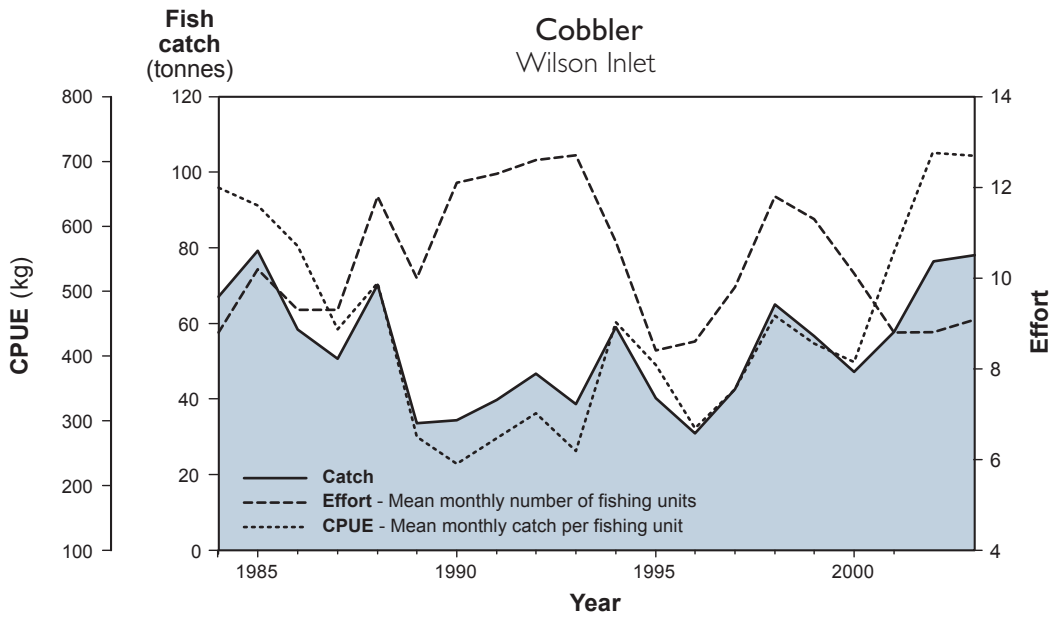 Fish
catch
(tonnes)
Cobbler
Wilson Inlet
CPUE (kg)
800
700
600
500
400
300
200
100
120
100
80
60
40
20
0
14
12
10
8
6
4
Effort
Catch
Effort - Mean monthly number of fishing units
CPUE - Mean monthly catch per fishing unit
1985 1990 1995 2000
Year